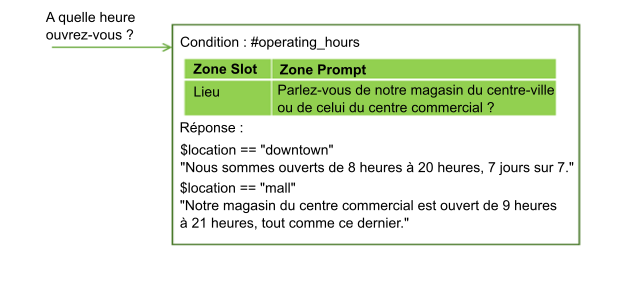 A quelle heure
ouvrez-vous ?
Condition : #operating_hours
Zone Slot Zone Prompt
Lieu
Parlez-vous de notre magasin du centre-ville
ou de celui du centre commercial ?
Réponse :
$location == "downtown"
"Nous sommes ouverts de 8 heures à 20 heures, 7 jours sur 7."
$location == "mall"
"Notre magasin du centre commercial est ouvert de 9 heures
à 21 heures, tout comme ce dernier."